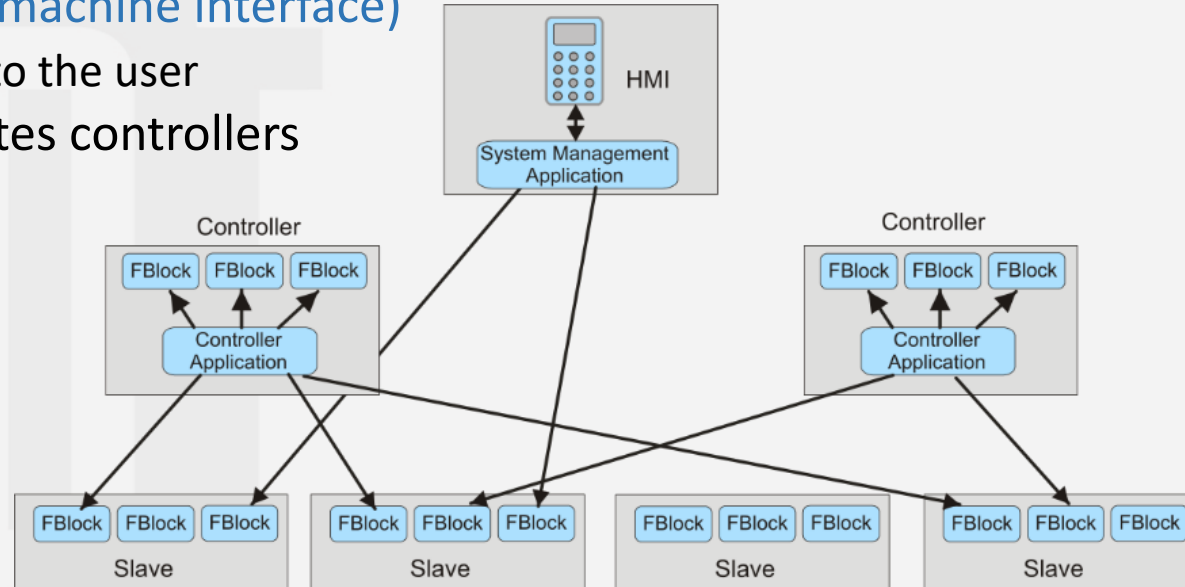 machine interface)
to the user
tes controllers
HMI
System Management
Application
Controller
Controller
FBlock FBlock FBlock
FBlock FBlock FBlock
Controller
Application
Controller
Application
FBlock FBlock FBlock
FBlock FBlock FBlock
FBlock FBlock FBlock
FBlock FBlock FBlock
Slave
Slave
Slave
Slave